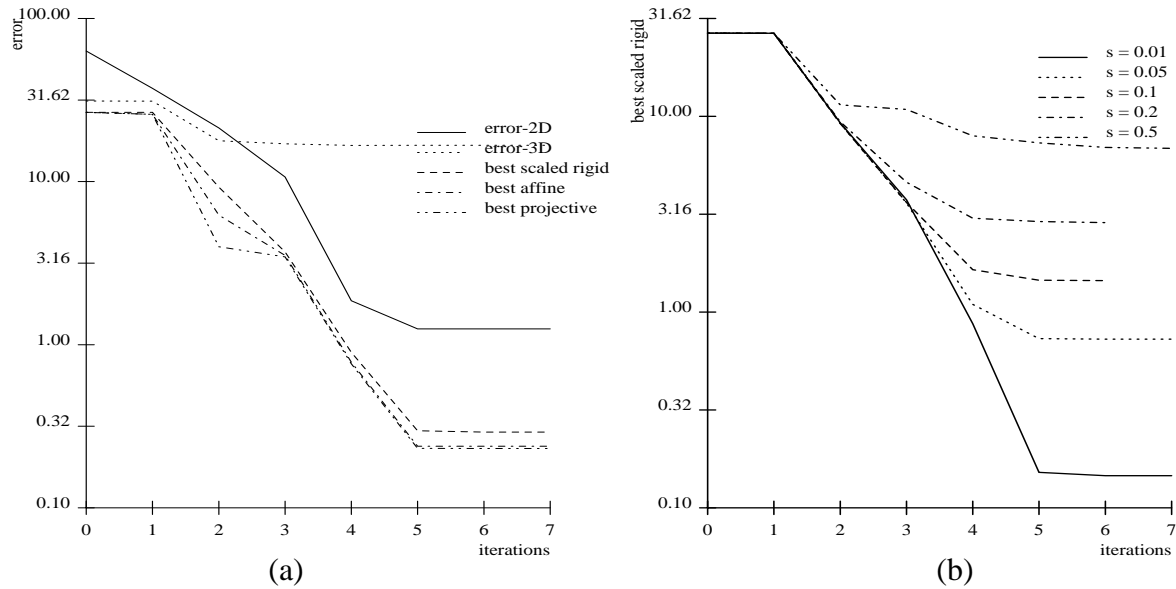 100.00
error
31.62
10.00
3.16
1.00
0.32
0.10
0 1 2 3 4 5 6 7
iterations
error-2D
error-3D
best scaled rigid
best affine
best projective
(a)
31.62
best scaled rigid
10.00
3.16
1.00
0.32
0.10
0 1 2 3 4 5 6 7
iterations
s = 0.01
s = 0.05
s = 0.1
s = 0.2
s = 0.5
(b)